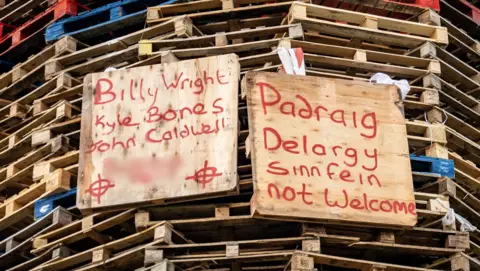 Billy Wright
Kyle Bones
John Caldwell
Padraig
Delargy
sinnfein
not Welcome